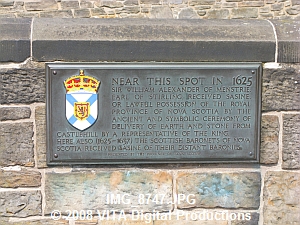 NEAR THIS SPOT IN 1625
SIR WILLIAM ALEXANDER OF MENSTRIE
EARL OF STIRLING RECEIVED SASINE
OR LAWFUL POSSESSION OF THE ROYAL
PROVINCE OF NOVA SCOTIA BY THE
ANCIENT AND SYMBOLIC CEREMONY OF
DELIVERY OF EARTH AND STONE FROM
CASTLEHILL BY A REPRESENTATIVE OF THE KING
HERE ALSO (1625-1637) THE SCOTTISH BARONETS OF NOVA
SCOTIA RECEIVED SASINE OF THEIR DISTANT BARONIES
IMG_8747.JPG
© 2008 VITA Digital Productions